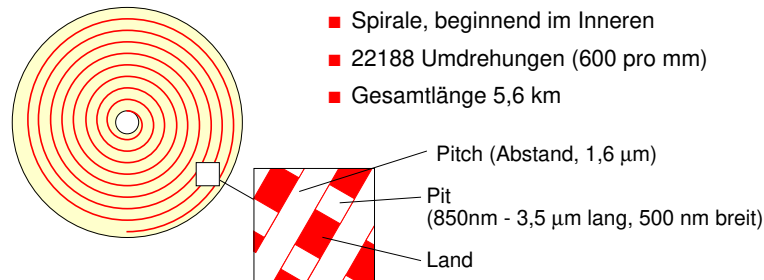 Spirale, beginnend im Inneren
22188 Umdrehungen (600 pro mm)
Gesamtlänge 5,6 km
Pitch (Abstand, 1,6 μm)
Pit
(850nm - 3,5 μm lang, 500 nm breit)
Land